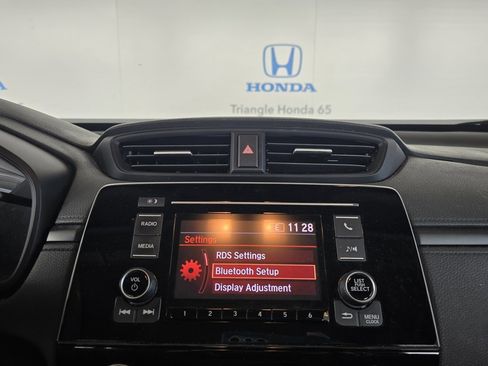 HONDA
Triangle Honda 65
RADIO
MEDIA
VOL
11 28
Settings
RDS Settings
Bluetooth Setup
Display Adjustment
LIST
PUSH
SELECT
MENU
CLOCK
1 2 3 4 5 6